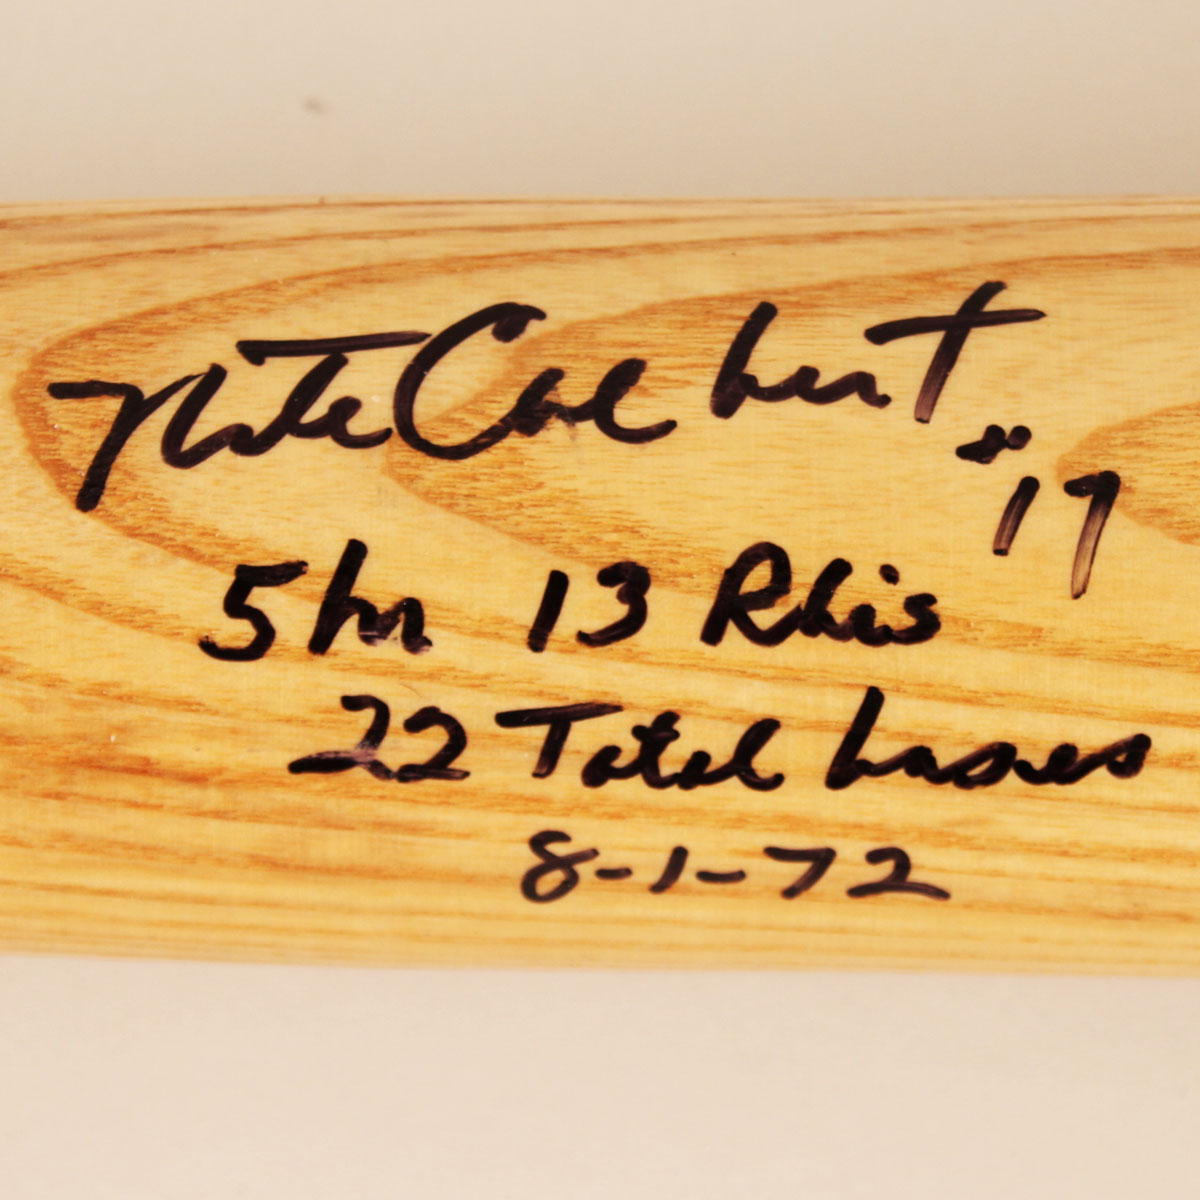 Nate Colbert
#17
5 hr 13 Rbis
22 Total bases
8-1-72